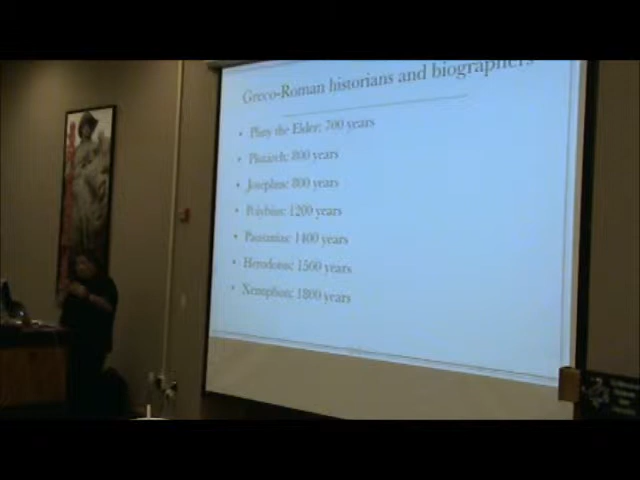 Greco-Roman historians and biographers
• Pliny the Elder: 700 years
• Plutarch: 800 years
• Josephus: 800 years
• Polybius: 1200 years
• Pausanias: 1400 years
• Herodotus: 1500 years
• Xenophon: 1800 years